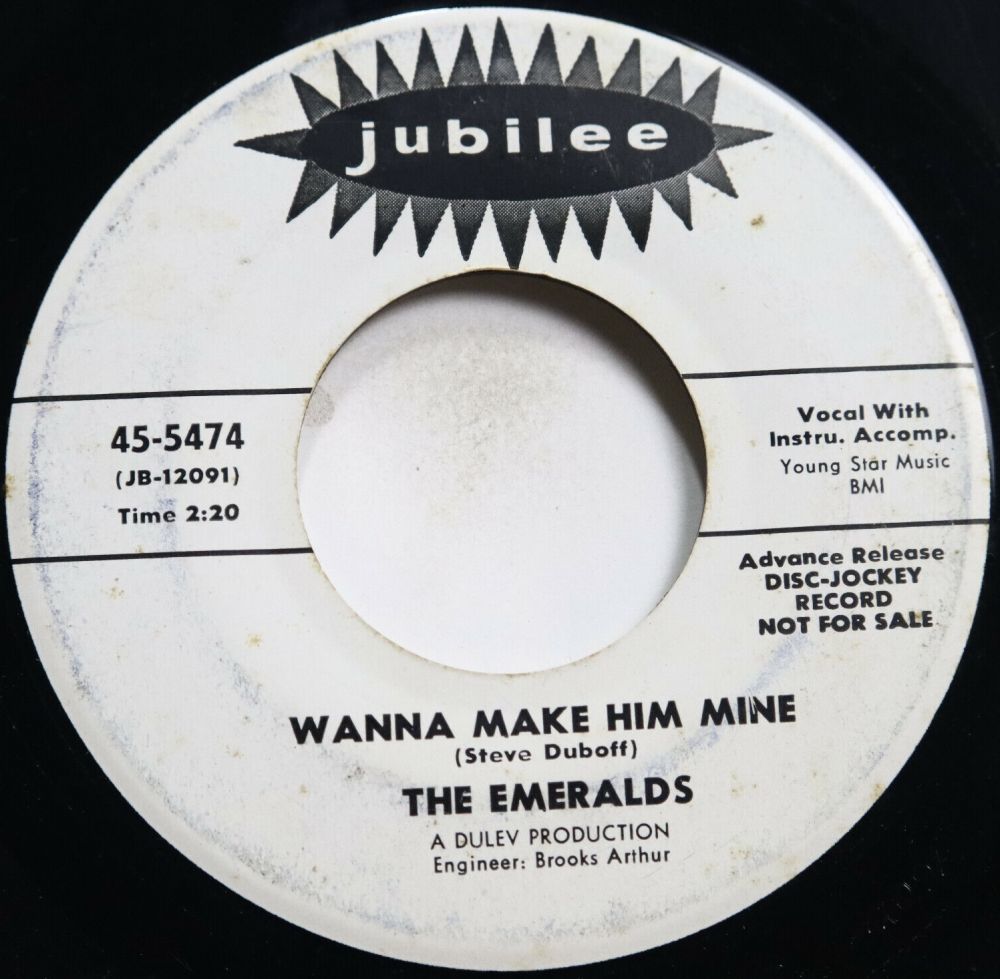 jubilee
45-5474
(JB-12091)
Time 2:20
Vocal With
Instru. Accomp.
Young Star Music
BMI
Advance Release
DISC-JOCKEY
RECORD
NOT FOR SALE
WANNA MAKE HIM MINE
(Steve Duboff)
THE EMERALDS
A DULEV PRODUCTION
Engineer: Brooks Arthur